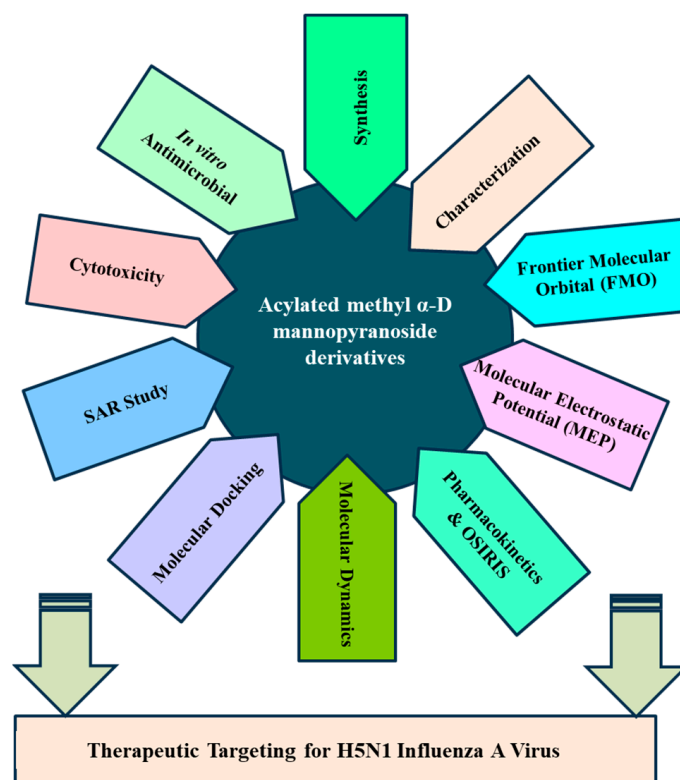 Synthesis
Characterization
Frontier Molecular
Orbital (FMO)
Molecular Electrostatic
Potential (MEP)
Pharmacokinetics
& OSIRIS
Molecular Dynamics
Molecular Docking
SAR Study
Cytotoxicity
In vitro
Antimicrobial
Acylated methyl α-D
mannopyranoside
derivatives
Therapeutic Targeting for H5N1 Influenza A Virus